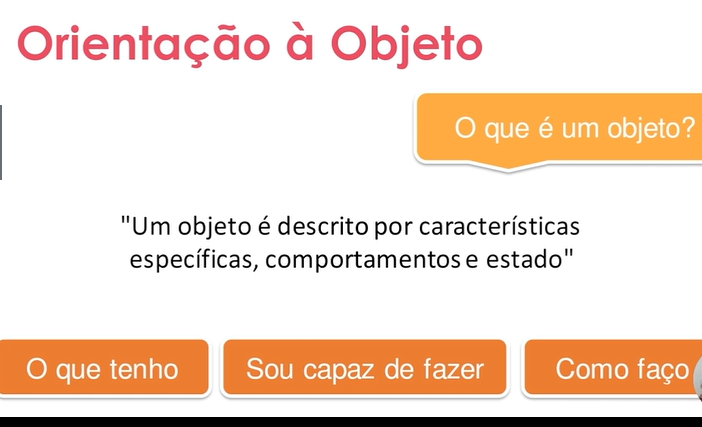 Orientação à Objeto
O que é um objeto?
"Um objeto é descrito por características
específicas, comportamentos e estado"
O que tenho
Sou capaz de fazer
Como faço